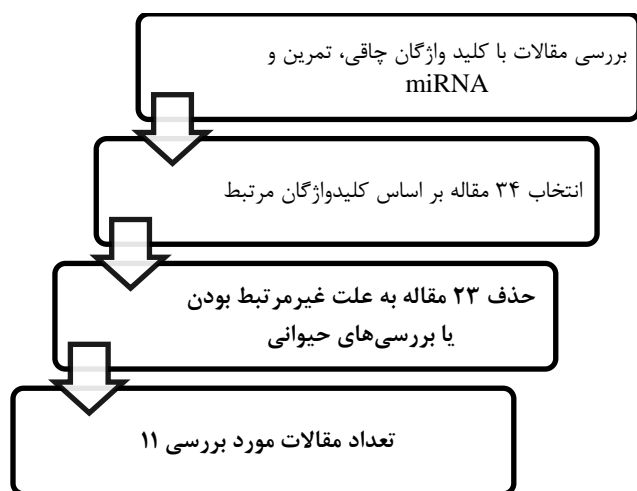 بررسی مقالات با کلید واژگان چاقی، تمرین و
miRNA
انتخاب ۳۴ مقاله بر اساس کلیدواژگان مرتبط
حذف ۲۳ مقاله به علت غیرمرتبط بودن
یا بررسی‌های حیوانی
تعداد مقالات مورد بررسی ۱۱